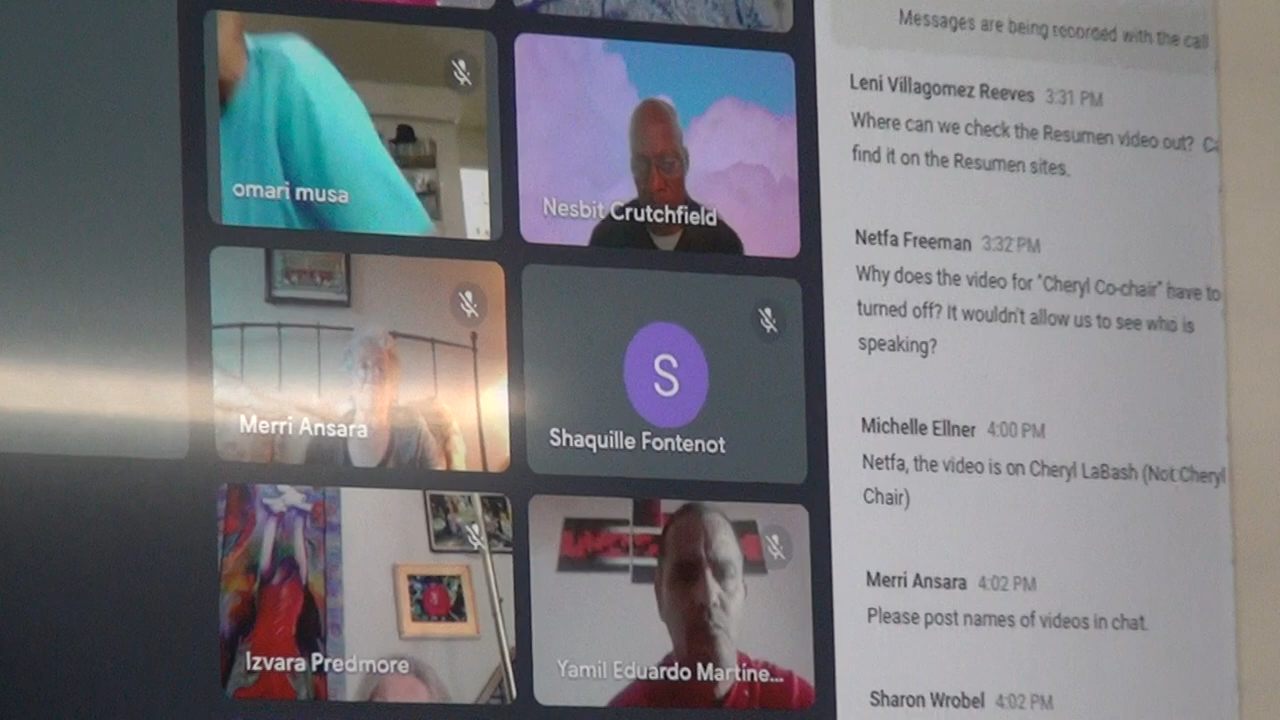 Messages are being recorded with the call
omari musa
Nesbit Crutchfield
Merri Ansara
S
Shaquille Fontenot
Izvara Predmore
Yamil Eduardo Martine...
Leni Villagomez Reeves 3:31 PM
Where can we check the Resumen video out?
find it on the Resumen sites.
Netfa Freeman 3:32 PM
Why does the video for "Cheryl Co-chair" have to
turned off? It wouldn't allow us to see who is
speaking?
Michelle Ellner 4:00 PM
Netfa, the video is on Cheryl LaBash (Not Cheryl
Chair)
Merri Ansara 4:02 PM
Please post names of videos in chat.
Sharon Wrobel 4:02 PM